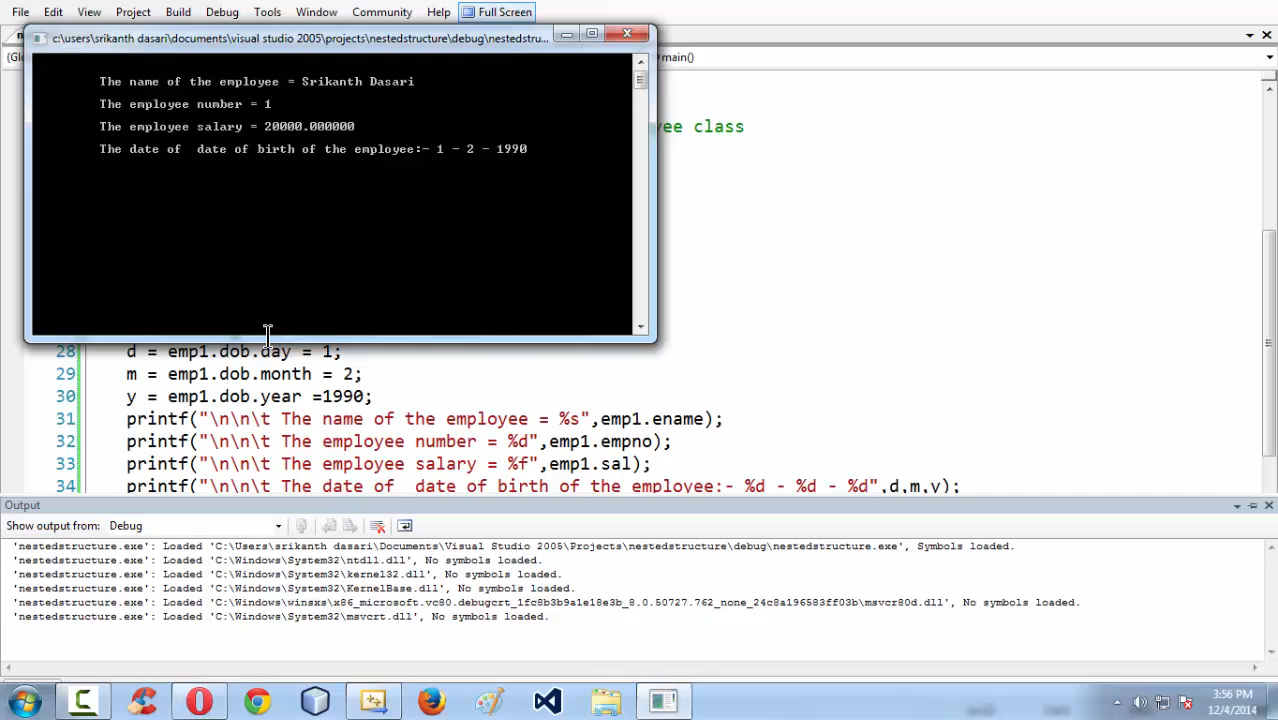 File Edit View Project Build Debug Tools Window Community Help Full Screen
c:\users\srikanth dasari\documents\visual studio 2005\projects\nestedstructure\debug\nestedstru...
(Glo
main()
The name of the employee = Srikanth Dasari
The employee number = 1
The employee salary = 20000.000000
yee class
The date of  date of birth of the employee:- 1 - 2 - 1990
28 d = emp1.dob.day = 1;
29 m = emp1.dob.month = 2;
30 y = emp1.dob.year =1990;
31 printf("\n\n\t The name of the employee = %s",emp1.ename);
32 printf("\n\n\t The employee number = %d",emp1.empno);
33 printf("\n\n\t The employee salary = %f",emp1.sal);
34 printf("\n\n\t The date of  date of birth of the employee:- %d - %d - %d",d,m,y);
Output
Show output from: Debug
'nestedstructure.exe': Loaded 'C:\Users\srikanth dasari\Documents\Visual Studio 2005\Projects\nestedstructure\debug\nestedstructure.exe', Symbols loaded.
'nestedstructure.exe': Loaded 'C:\Windows\System32\ntdll.dll', No symbols loaded.
'nestedstructure.exe': Loaded 'C:\Windows\System32\kernel32.dll', No symbols loaded.
'nestedstructure.exe': Loaded 'C:\Windows\System32\KernelBase.dll', No symbols loaded.
'nestedstructure.exe': Loaded 'C:\Windows\winsxs\x86_microsoft.vc80.debugcrt_1fc8b3b9a1e18e3b_8.0.50727.762_none_24c8a196583ff03b\msvcr80d.dll', No symbols loaded.
'nestedstructure.exe': Loaded 'C:\Windows\System32\msvcrt.dll', No symbols loaded.
3:56 PM
12/4/2014